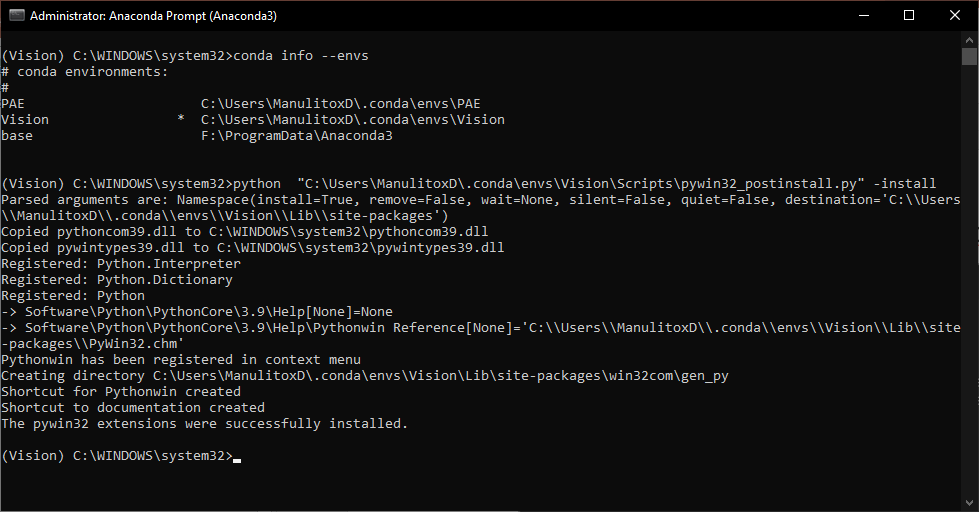 Administrator: Anaconda Prompt (Anaconda3)
(Vision) C:\WINDOWS\system32>conda info --envs
# conda environments:
#
PAE                   C:\Users\ManulitoxD\.conda\envs\PAE
Vision                *  C:\Users\ManulitoxD\.conda\envs\Vision
base                  F:\ProgramData\Anaconda3
(Vision) C:\WINDOWS\system32>python  "C:\Users\ManulitoxD\.conda\envs\Vision\Scripts\pywin32_postinstall.py" -install
Parsed arguments are: Namespace(install=True, remove=False, wait=None, silent=False, quiet=False, destination='C:\\Users
\\ManulitoxD\\.conda\\envs\\Vision\\Lib\\site-packages')
Copied pythoncom39.dll to C:\WINDOWS\system32\pythoncom39.dll
Copied pywintypes39.dll to C:\WINDOWS\system32\pywintypes39.dll
Registered: Python.Interpreter
Registered: Python.Dictionary
Registered: Python
-> Software\Python\PythonCore\3.9\Help[None]=None
-> Software\Python\PythonCore\3.9\Help\Pythonwin Reference[None]='C:\\Users\\ManulitoxD\\.conda\\envs\\Vision\\Lib\\site
-packages\\PyWin32.chm'
Pythonwin has been registered in context menu
Creating directory C:\Users\ManulitoxD\.conda\envs\Vision\Lib\site-packages\win32com\gen_py
Shortcut for Pythonwin created
Shortcut to documentation created
The pywin32 extensions were successfully installed.
(Vision) C:\WINDOWS\system32>